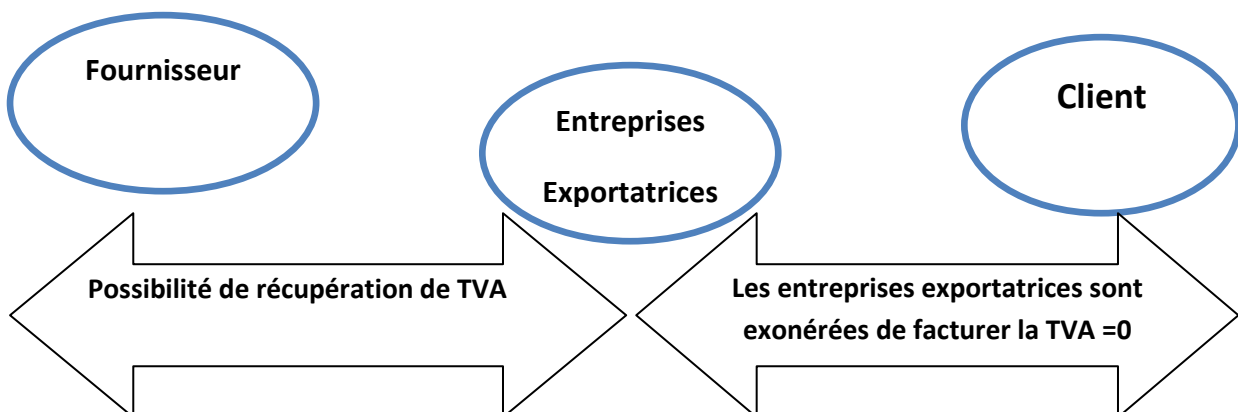 Fournisseur
Entreprises
Exportatrices
Client
Possibilité de récupération de TVA
Les entreprises exportatrices sont
exonérées de facturer la TVA =0